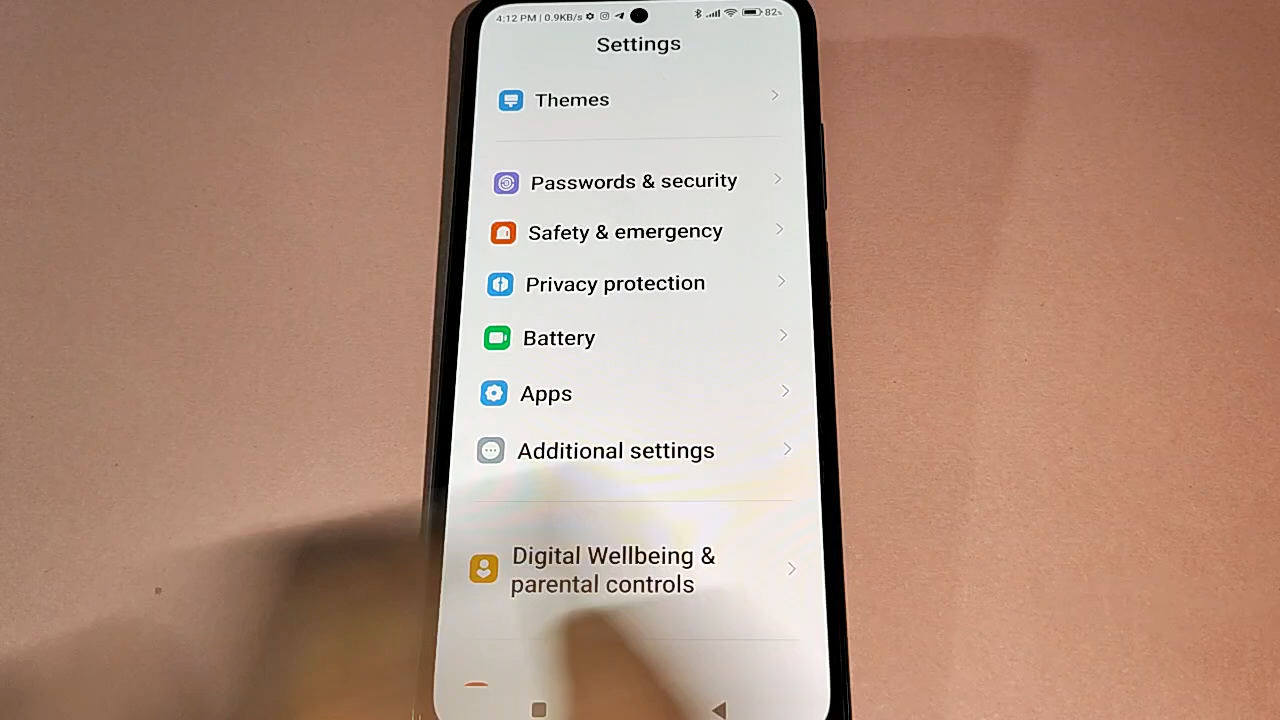 4:12 PM | 0.9KB/s
82%
Settings
Themes
Passwords & security
Safety & emergency
Privacy protection
Battery
Apps
Additional settings
Digital Wellbeing &
parental controls